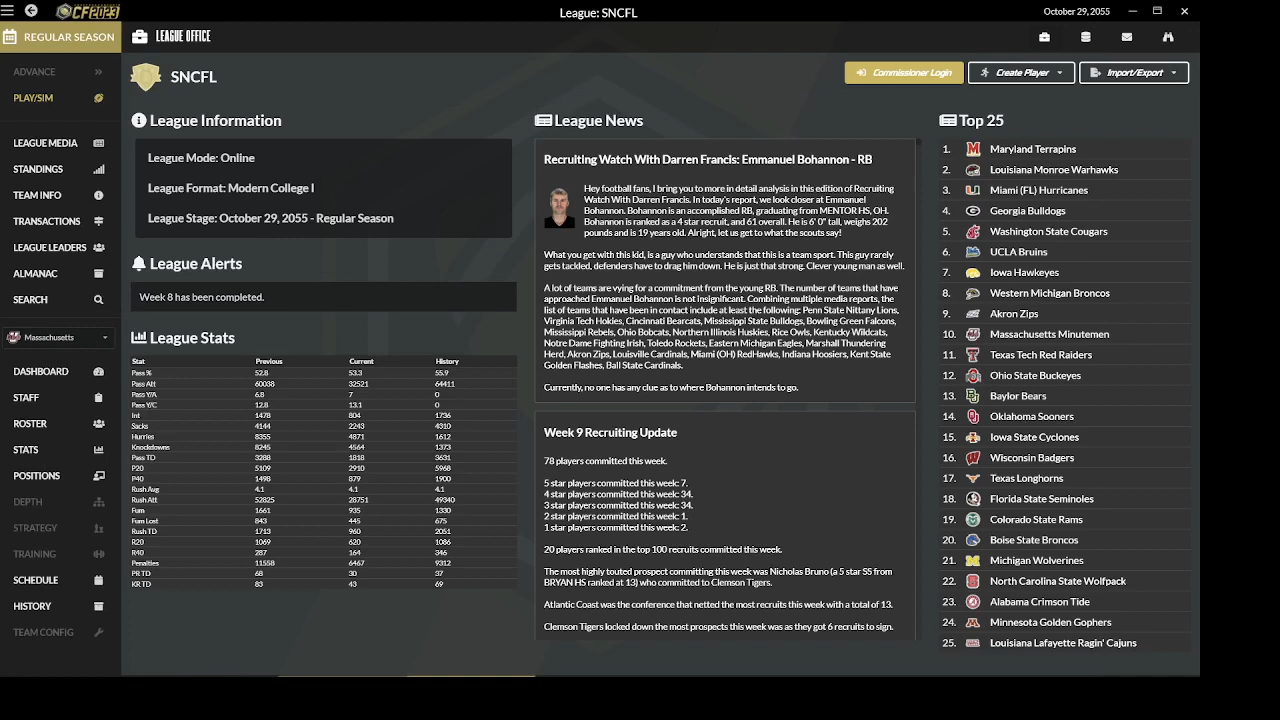 CF2023
League: SNCFL
October 29, 2055
REGULAR SEASON
LEAGUE OFFICE
ADVANCE
PLAY/SIM
LEAGUE MEDIA
STANDINGS
TEAM INFO
TRANSACTIONS
LEAGUE LEADERS
ALMANAC
SEARCH
Massachusetts
DASHBOARD
STAFF
ROSTER
STATS
POSITIONS
DEPTH
STRATEGY
TRAINING
SCHEDULE
HISTORY
TEAM CONFIG
SNCFL
Commissioner Login
Create Player
Import/Export
League Information
League Mode: Online
League Format: Modern College I
League Stage: October 29, 2055 - Regular Season
League Alerts
Week 8 has been completed.
League Stats
Stat Previous Current History
Pass % 52.8 53.3 55.9
Pass Att 60038 32521 64411
Pass Y/A 6.8 7 0
Pass Y/C 12.8 13.1 0
Int 1478 804 1736
Sacks 4144 2243 4310
Hurries 8355 4871 1612
Knockdowns 8245 4564 1373
Pass TD 3288 1818 3631
P20 5109 2910 5968
P40 1498 879 1900
Rush Avg 4.1 4.1 4.1
Rush Att 52825 28751 49340
Fum 1661 935 1330
Fum Lost 843 445 675
Rush TD 1713 960 2051
R20 1069 620 1086
R40 287 164 346
Penalties 11558 6467 9312
PR TD 68 30 37
KR TD 83 43 69
League News
Recruiting Watch With Darren Francis: Emmanuel Bohannon - RB
Hey football fans, I bring you to more in detail analysis in this edition of Recruiting
Watch With Darren Francis. In today's report, we look closer at Emmanuel
Bohannon. Bohannon is an accomplished RB, graduating from MENTOR HS, OH.
Bohannon is ranked as a 4 star recruit, and 61 overall. He is 6' 0" tall, weighs 202
pounds and is 19 years old. Alright, let us get to what the scouts say!
What you get with this kid, is a guy who understands that this is a team sport. This guy rarely
gets tackled, defenders have to drag him down. He is just that strong. Clever young man as well.
A lot of teams are vying for a commitment from the young RB. The number of teams that have
approached Emmanuel Bohannon is not insignificant. Combining multiple media reports, the
list of teams that have been in contact include at least the following: Penn State Nittany Lions,
Virginia Tech Hokies, Cincinnati Bearcats, Mississippi State Bulldogs, Bowling Green Falcons,
Mississippi Rebels, Ohio Bobcats, Northern Illinois Huskies, Rice Owls, Kentucky Wildcats,
Notre Dame Fighting Irish, Toledo Rockets, Eastern Michigan Eagles, Marshall Thundering
Herd, Akron Zips, Louisville Cardinals, Miami (OH) RedHawks, Indiana Hoosiers, Kent State
Golden Flashes, Ball State Cardinals.
Currently, no one has any clue as to where Bohannon intends to go.
Week 9 Recruiting Update
78 players committed this week.
5 star players committed this week: 7.
4 star players committed this week: 34.
3 star players committed this week: 34.
2 star players committed this week: 1.
1 star players committed this week: 2.
20 players ranked in the top 100 recruits committed this week.
The most highly touted prospect committing this week was Nicholas Bruno (a 5 star SS from
BRYAN HS ranked at 13) who committed to Clemson Tigers.
Atlantic Coast was the conference that netted the most recruits this week with a total of 13.
Clemson Tigers locked down the most prospects this week was as they got 6 recruits to sign.
Top 25
1. Maryland Terrapins
2. Louisiana Monroe Warhawks
3. Miami (FL) Hurricanes
4. Georgia Bulldogs
5. Washington State Cougars
6. UCLA Bruins
7. Iowa Hawkeyes
8. Western Michigan Broncos
9. Akron Zips
10. Massachusetts Minutemen
11. Texas Tech Red Raiders
12. Ohio State Buckeyes
13. Baylor Bears
14. Oklahoma Sooners
15. Iowa State Cyclones
16. Wisconsin Badgers
17. Texas Longhorns
18. Florida State Seminoles
19. Colorado State Rams
20. Boise State Broncos
21. Michigan Wolverines
22. North Carolina State Wolfpack
23. Alabama Crimson Tide
24. Minnesota Golden Gophers
25. Louisiana Lafayette Ragin' Cajuns